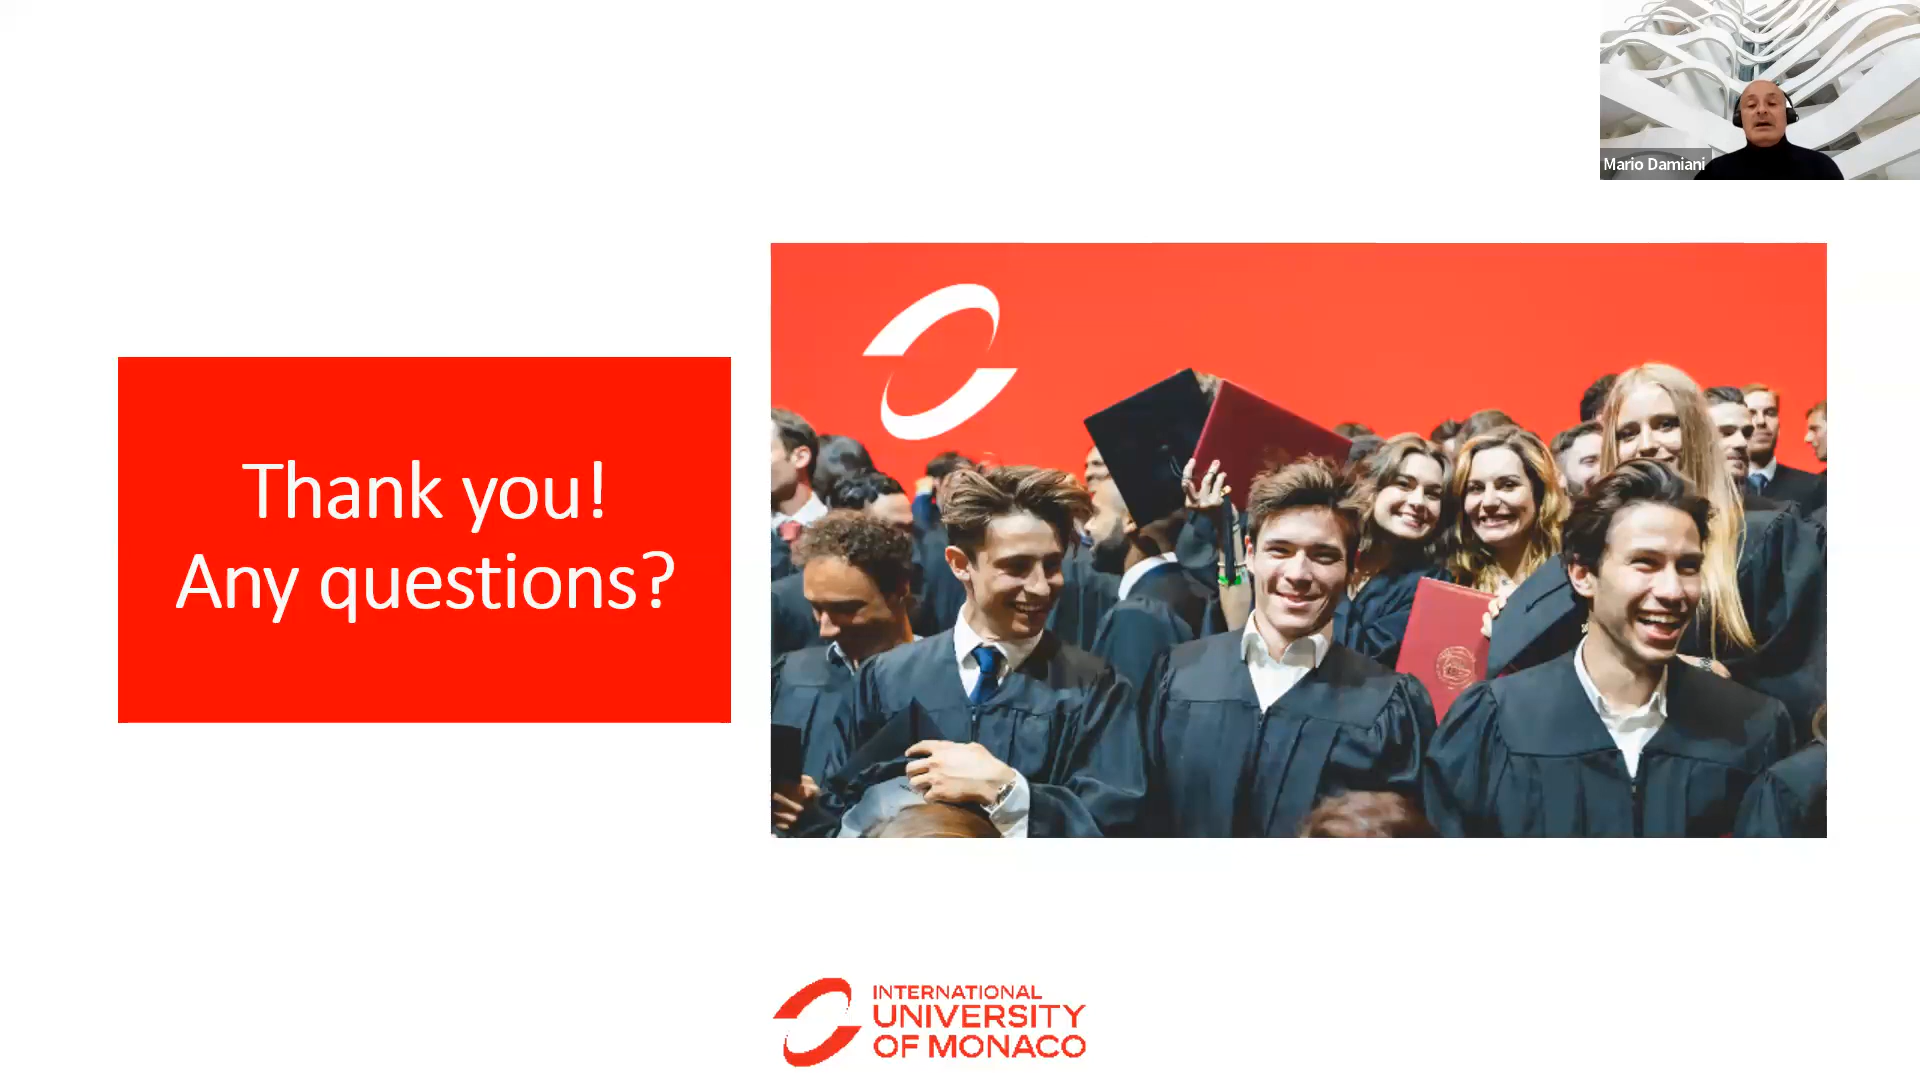 Mario Damiani
Thank you!
Any questions?
INTERNATIONAL
UNIVERSITY
OF MONACO